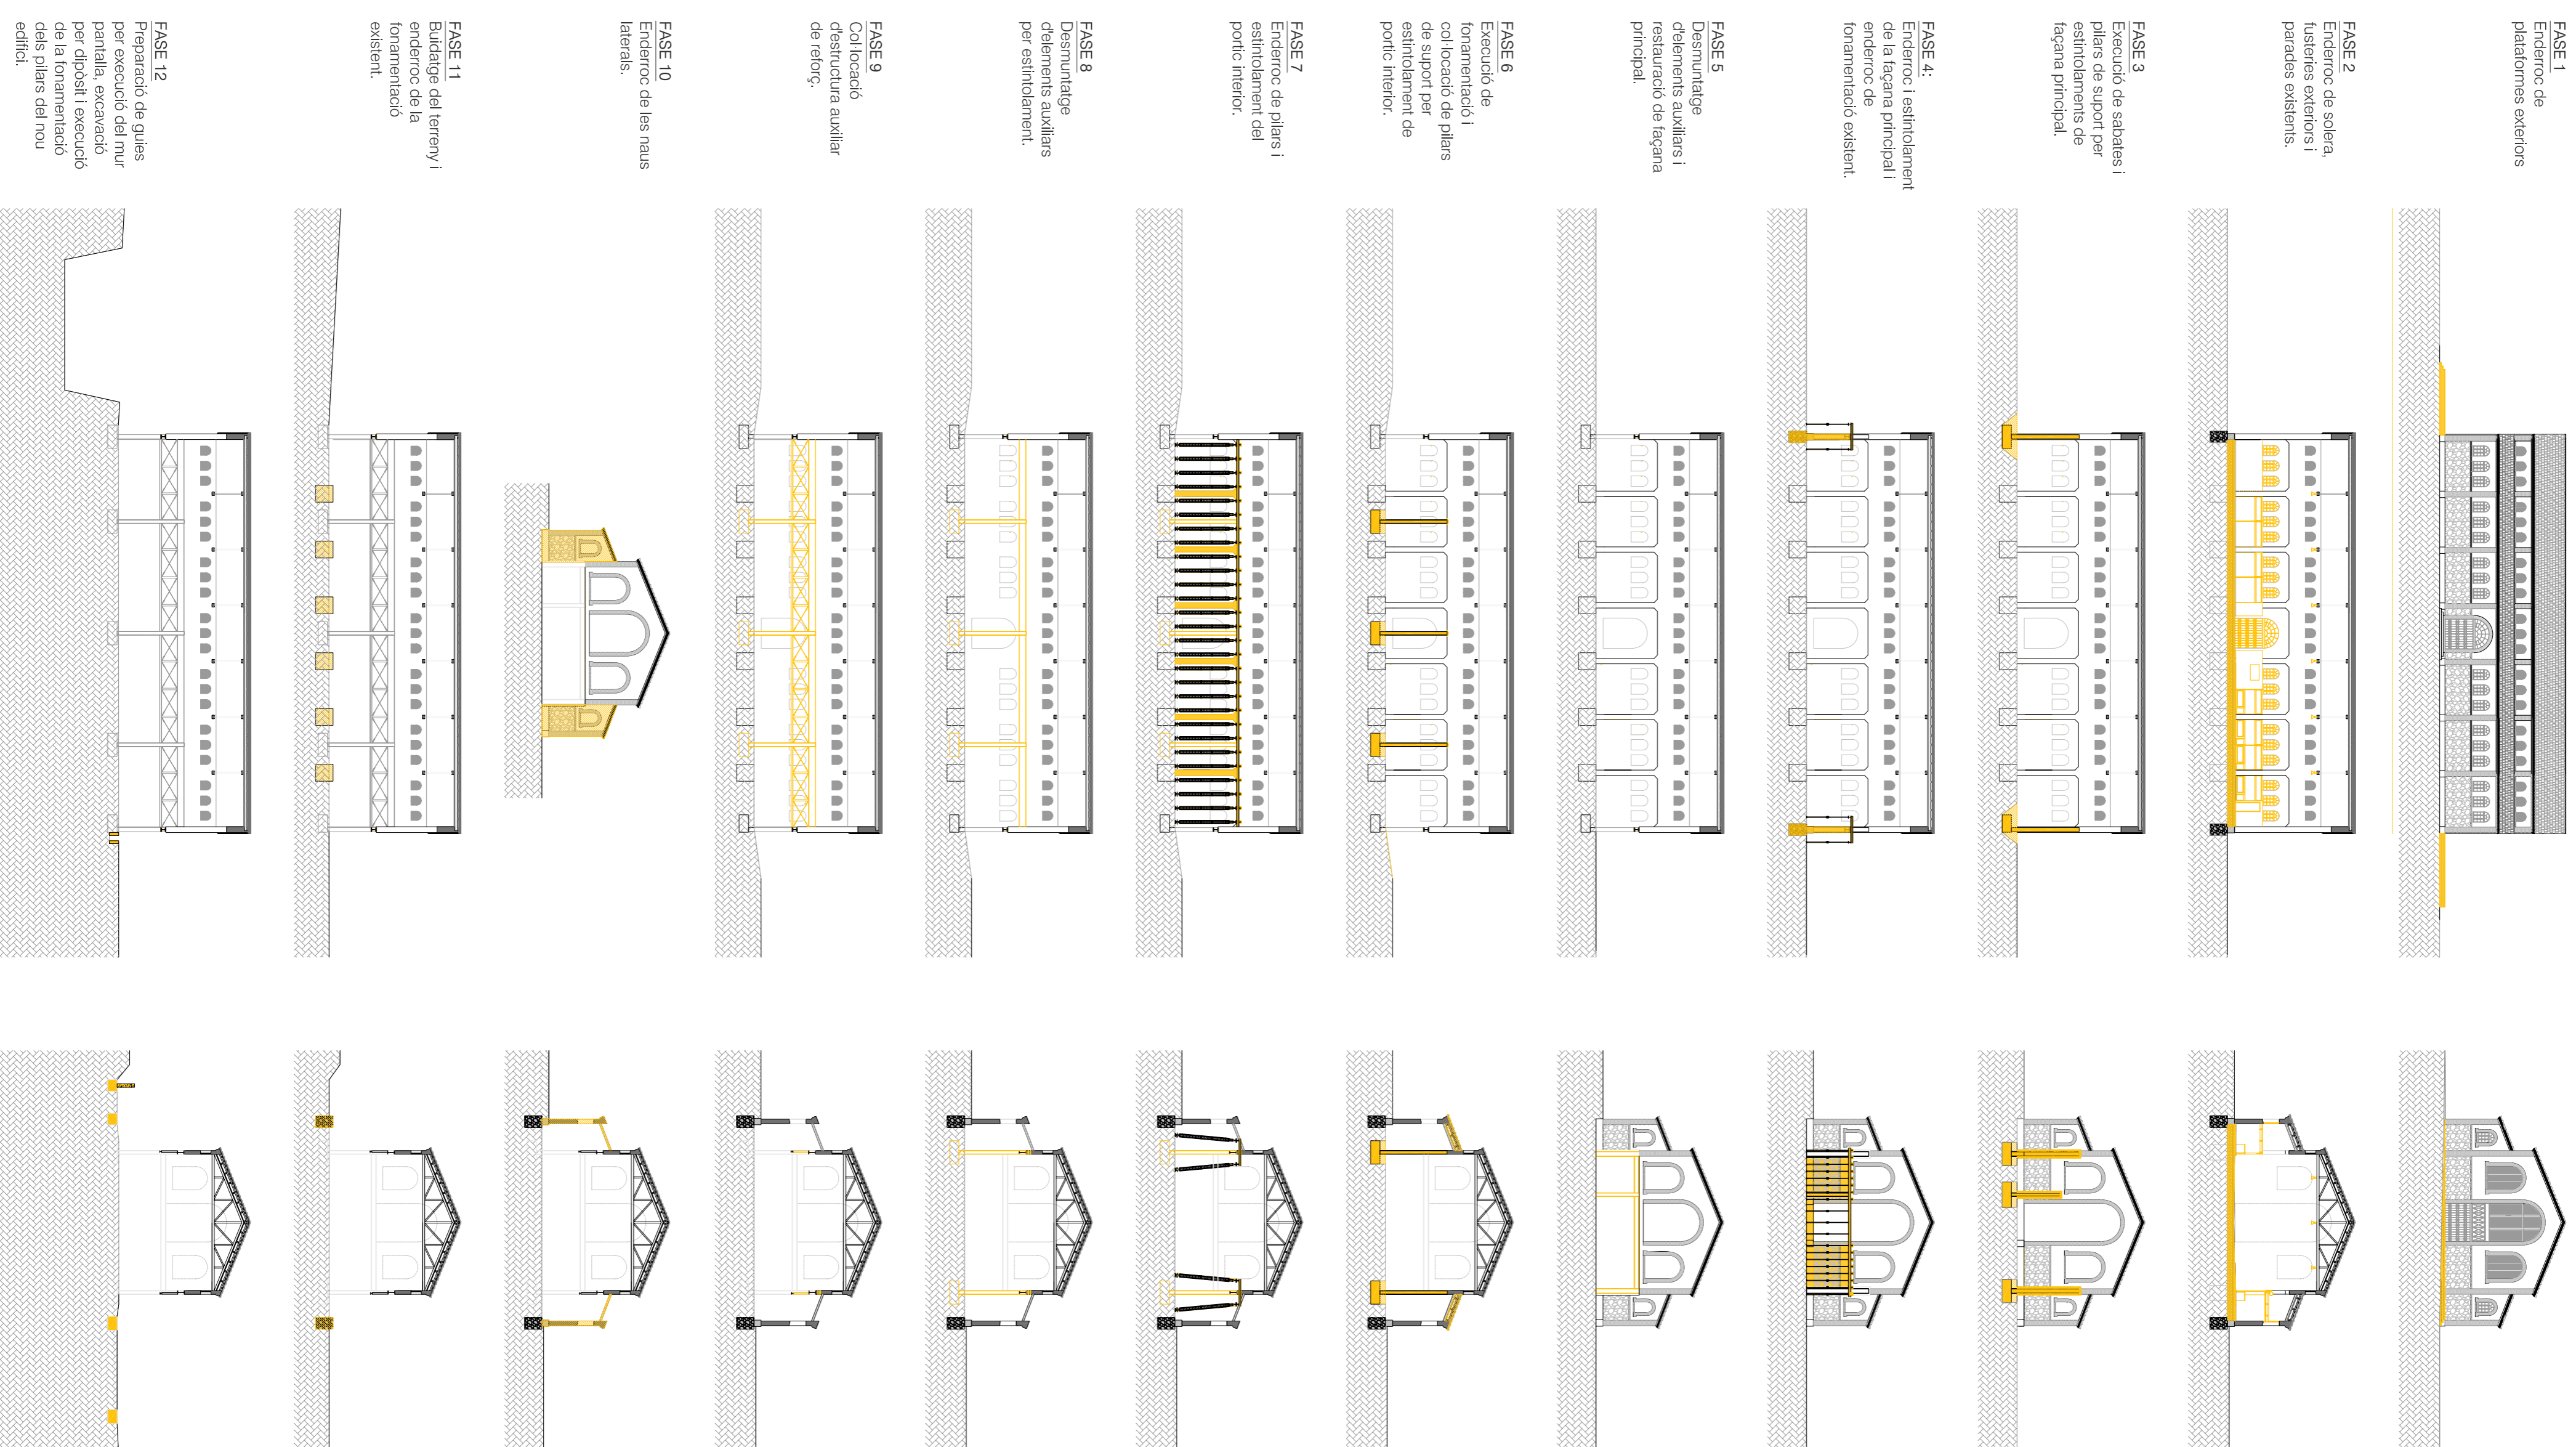 FASE 1
Enderroc de
plataformes exteriors
FASE 2
Enderroc de solera,
fusteries exteriors i
parades existents.
FASE 3
Execució de sabates i
pilars de suport per
estintolaments de
façana principal.
FASE 4:
Enderroc i estintolament
de la façana principal i
enderroc de
fonamentació existent.
FASE 5
Desmuntatge
d'elements auxiliars i
restauració de façana
principal.
FASE 6
Execució de
fonamentació i
col·locació de pilars
de suport per
estintolament de
portic interior.
FASE 7
Enderroc de pilars i
estintolament del
portic interior.
FASE 8
Desmuntatge
d'elements auxiliars
per estintolament.
FASE 9
Col·locació
d'estructura auxiliar
de reforç.
FASE 10
Enderroc de les naus
laterals.
FASE 11
Buidatge del terreny i
enderroc de la
fonamentació
existent.
FASE 12
Preparació de guies
per execució del mur
pantalla, excavació
per dipòsit i execució
de la fonamentació
dels pilars del nou
edifici.